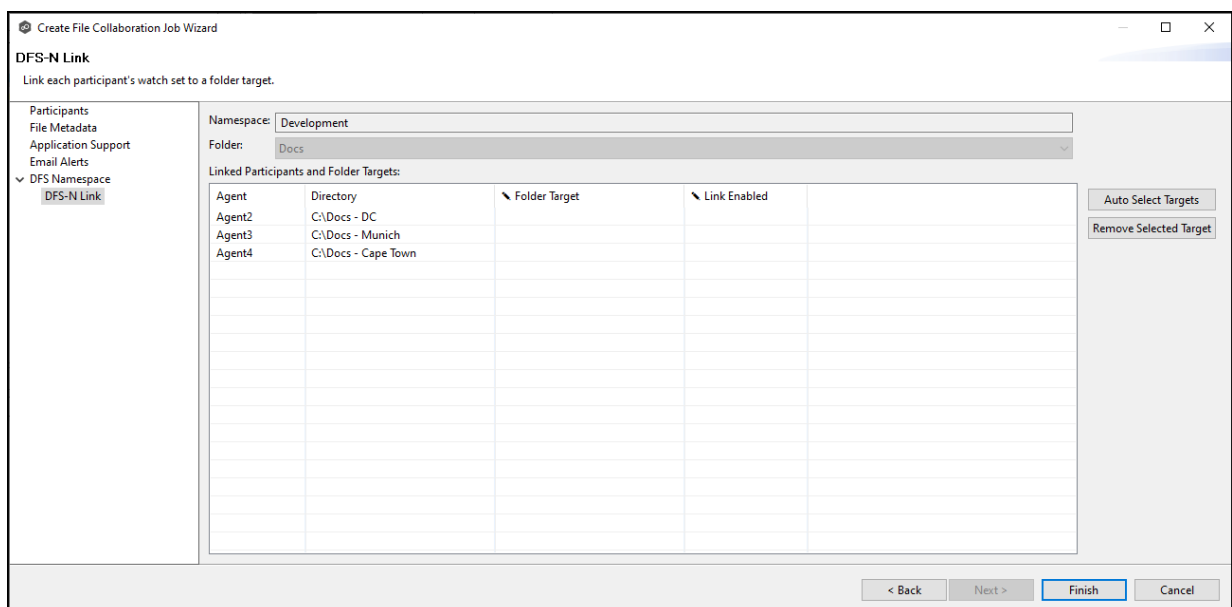 Create File Collaboration Job Wizard
DFS-N Link
Link each participant's watch set to a folder target.
Participants
File Metadata
Application Support
Email Alerts
DFS Namespace
DFS-N Link
Namespace: Development
Folder: Docs
Linked Participants and Folder Targets:
Agent Directory Folder Target Link Enabled
Agent2 C:\Docs - DC
Agent3 C:\Docs - Munich
Agent4 C:\Docs - Cape Town
Auto Select Targets
Remove Selected Target
< Back Next > Finish Cancel